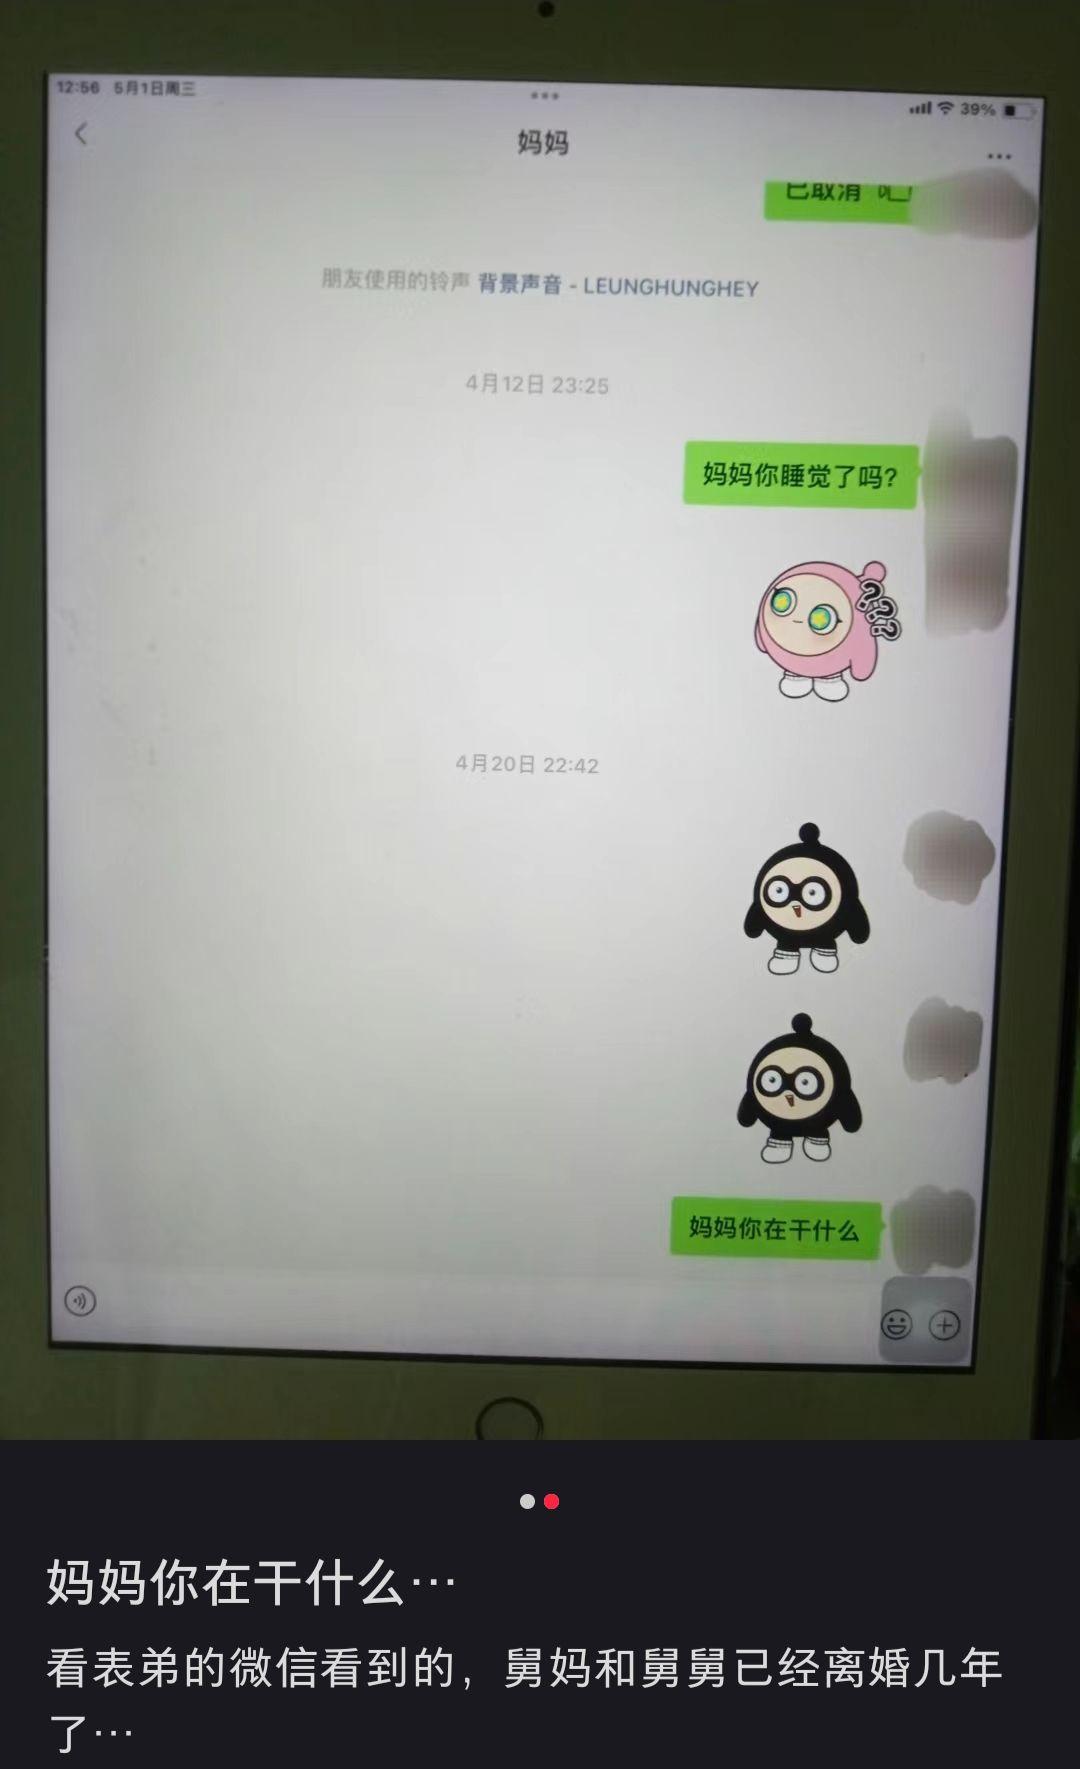 12:56 5月1日周三
39%
妈妈
已取消
朋友使用的铃声 背景声音 - LEUNGHUNGHEY
4月12日 23:25
妈妈你睡觉了吗?
???
4月20日 22:42
妈妈你在干什么
妈妈你在干什么…
看表弟的微信看到的，舅妈和舅舅已经离婚几年
了…